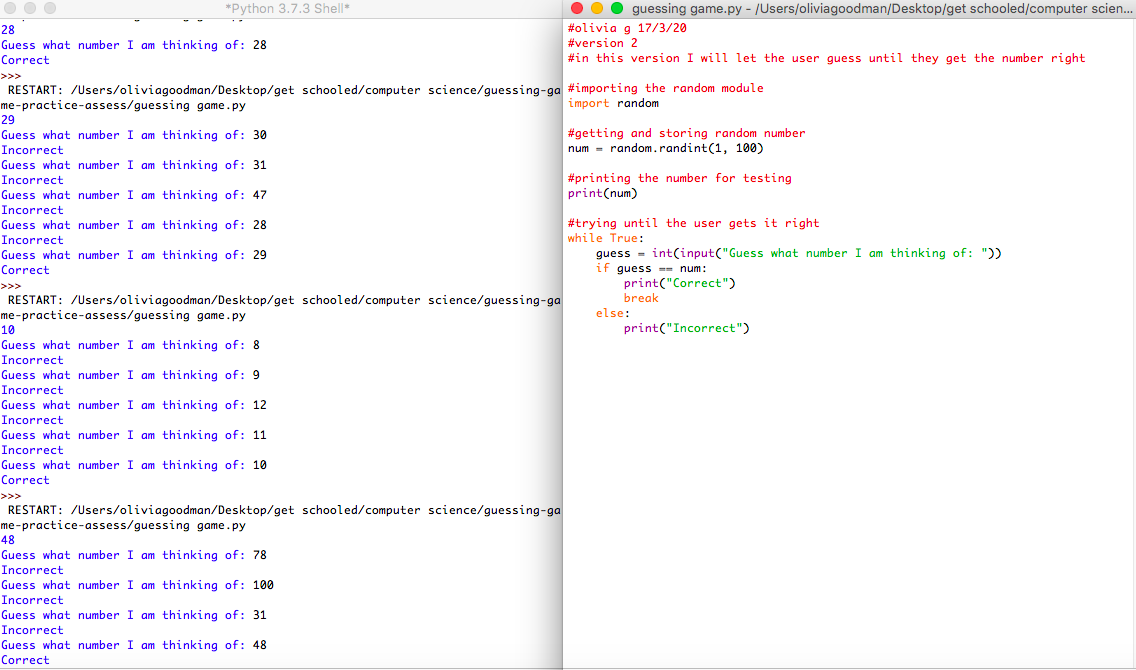 *Python 3.7.3 Shell*
28
Guess what number I am thinking of: 28
Correct
>>>
RESTART: /Users/oliviagoodman/Desktop/get schooled/computer science/guessing-ga
me-practice-assess/guessing game.py
29
Guess what number I am thinking of: 30
Incorrect
Guess what number I am thinking of: 31
Incorrect
Guess what number I am thinking of: 47
Incorrect
Guess what number I am thinking of: 28
Incorrect
Guess what number I am thinking of: 29
Correct
>>>
RESTART: /Users/oliviagoodman/Desktop/get schooled/computer science/guessing-ga
me-practice-assess/guessing game.py
10
Guess what number I am thinking of: 8
Incorrect
Guess what number I am thinking of: 9
Incorrect
Guess what number I am thinking of: 12
Incorrect
Guess what number I am thinking of: 11
Incorrect
Guess what number I am thinking of: 10
Correct
>>>
RESTART: /Users/oliviagoodman/Desktop/get schooled/computer science/guessing-ga
me-practice-assess/guessing game.py
48
Guess what number I am thinking of: 78
Incorrect
Guess what number I am thinking of: 100
Incorrect
Guess what number I am thinking of: 31
Incorrect
Guess what number I am thinking of: 48
Correct
guessing game.py - /Users/oliviagoodman/Desktop/get schooled/computer scien...
#olivia g 17/3/20
#version 2
#in this version I will let the user guess until they get the number right
#importing the random module
import random
#getting and storing random number
num = random.randint(1, 100)
#printing the number for testing
print(num)
#trying until the user gets it right
while True:
    guess = int(input("Guess what number I am thinking of: "))
    if guess == num:
        print("Correct")
        break
    else:
        print("Incorrect")